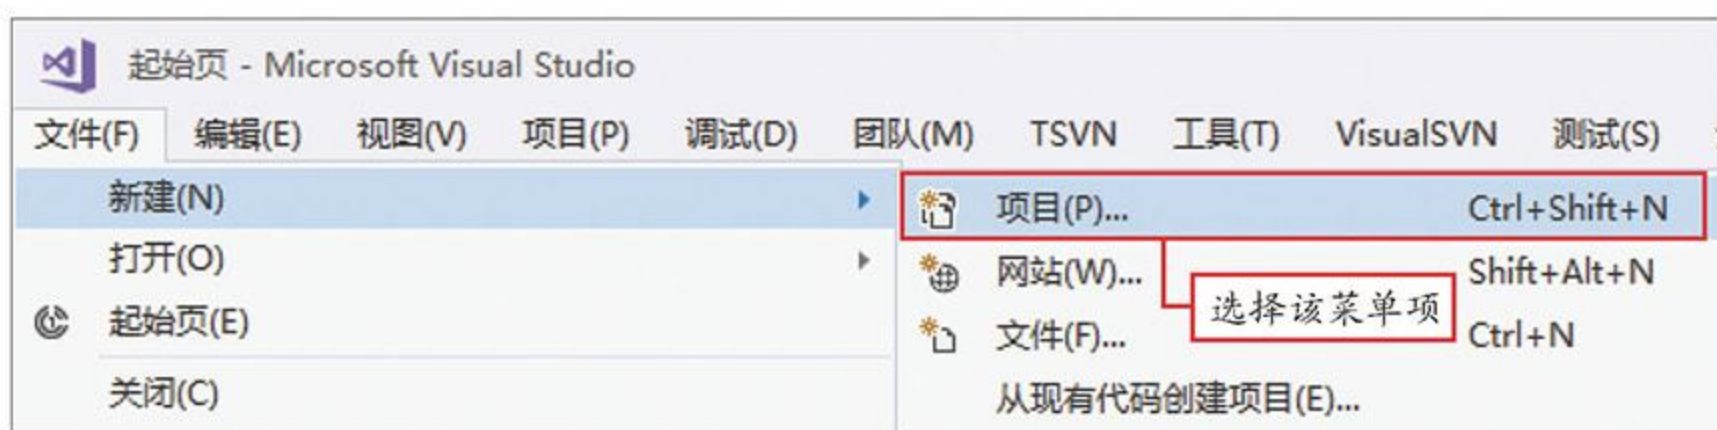 起始页 - Microsoft Visual Studio
文件(F) 编辑(E) 视图(V) 项目(P) 调试(D) 团队(M) TSVN 工具(T) VisualSVN 测试(S)
新建(N)
打开(O)
起始页(E)
关闭(C)
项目(P)... Ctrl+Shift+N
网站(W)... Shift+Alt+N
选择该菜单项
文件(F)... Ctrl+N
从现有代码创建项目(E)...